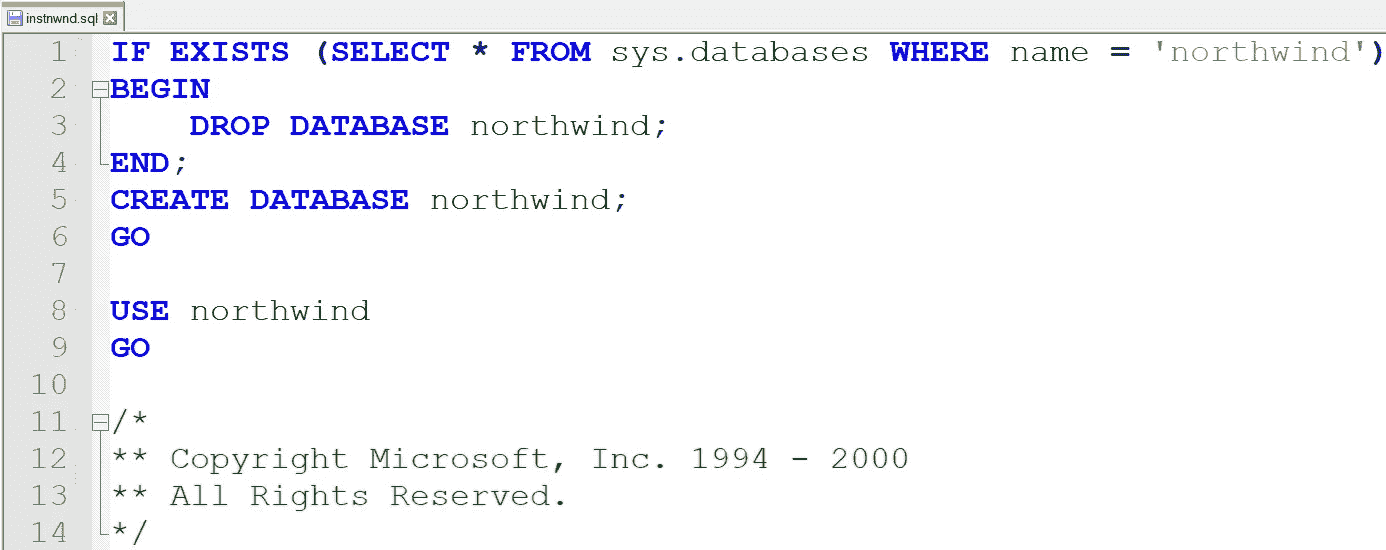 instnwnd.sql
1 IF EXISTS (SELECT * FROM sys.databases WHERE name = 'northwind')
2 BEGIN
3 DROP DATABASE northwind;
4 END;
5 CREATE DATABASE northwind;
6 GO
7
8 USE northwind
9 GO
10
11 /*
12 ** Copyright Microsoft, Inc. 1994 - 2000
13 ** All Rights Reserved.
14 */